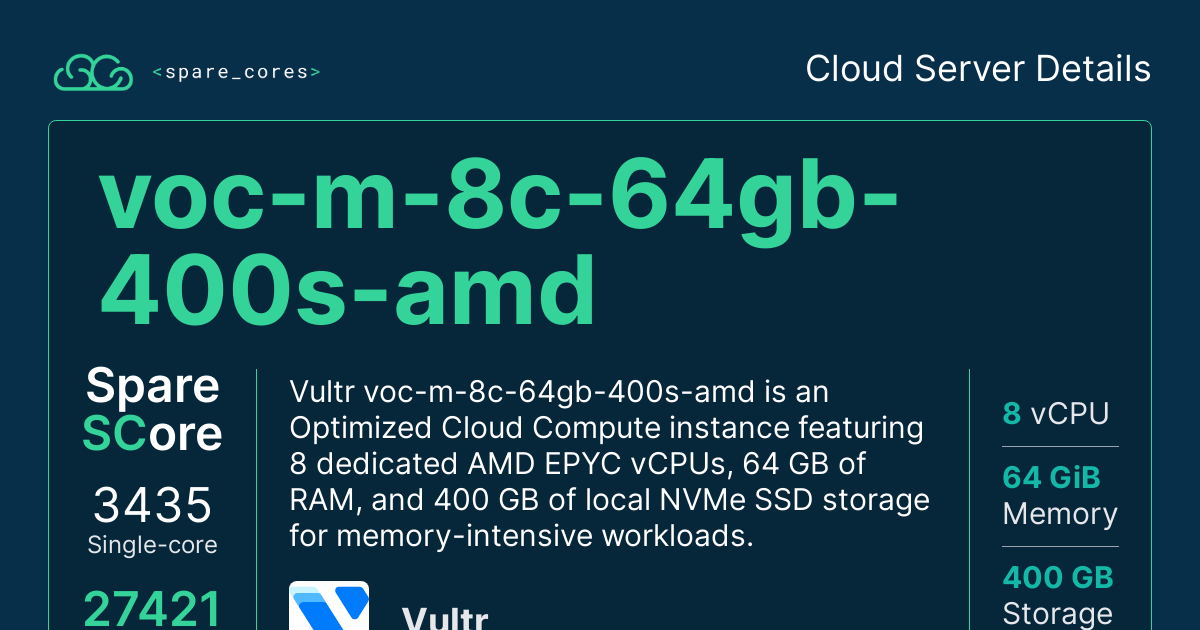 <spare_cores>
Cloud Server Details
voc-m-8c-64gb-
400s-amd
Spare
SCore
3435
Single-core
27421
Vultr voc-m-8c-64gb-400s-amd is an
Optimized Cloud Compute instance featuring
8 dedicated AMD EPYC vCPUs, 64 GB of
RAM, and 400 GB of local NVMe SSD storage
for memory-intensive workloads.
Vultr
8 vCPU
64 GiB
Memory
400 GB
Storage